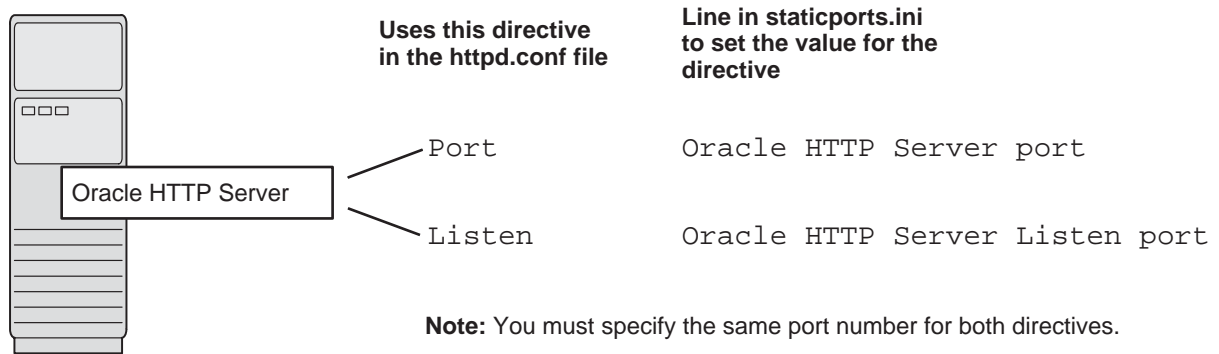 Uses this directive
in the httpd.conf file
Line in staticports.ini
to set the value for the
directive
Oracle HTTP Server
Port
Oracle HTTP Server port
Listen
Oracle HTTP Server Listen port
Note: You must specify the same port number for both directives.